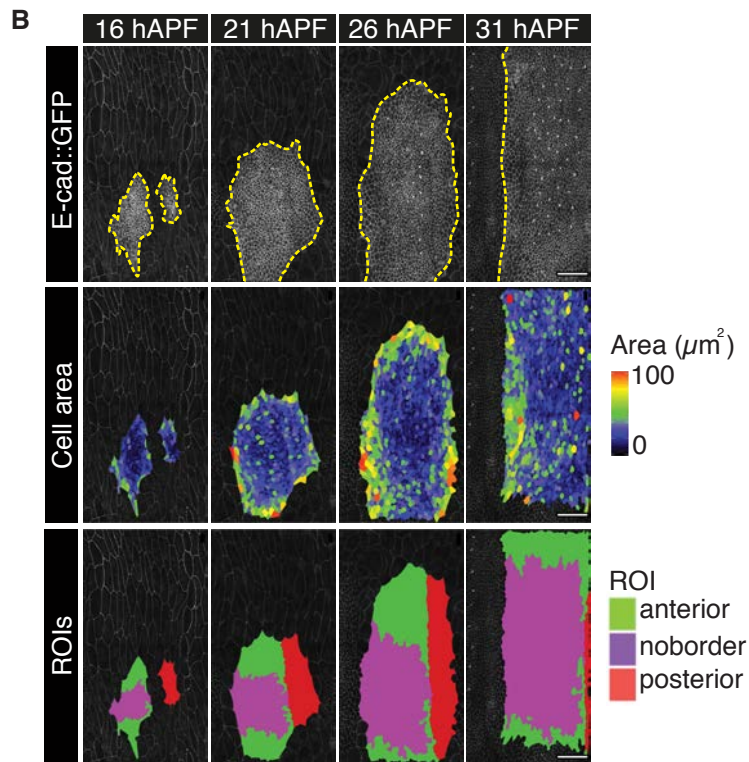 B
16 hAPF
21 hAPF
26 hAPF
31 hAPF
E-cad::GFP
Cell area
Area (µm²)
100
0
ROIs
ROI
anterior
noborder
posterior